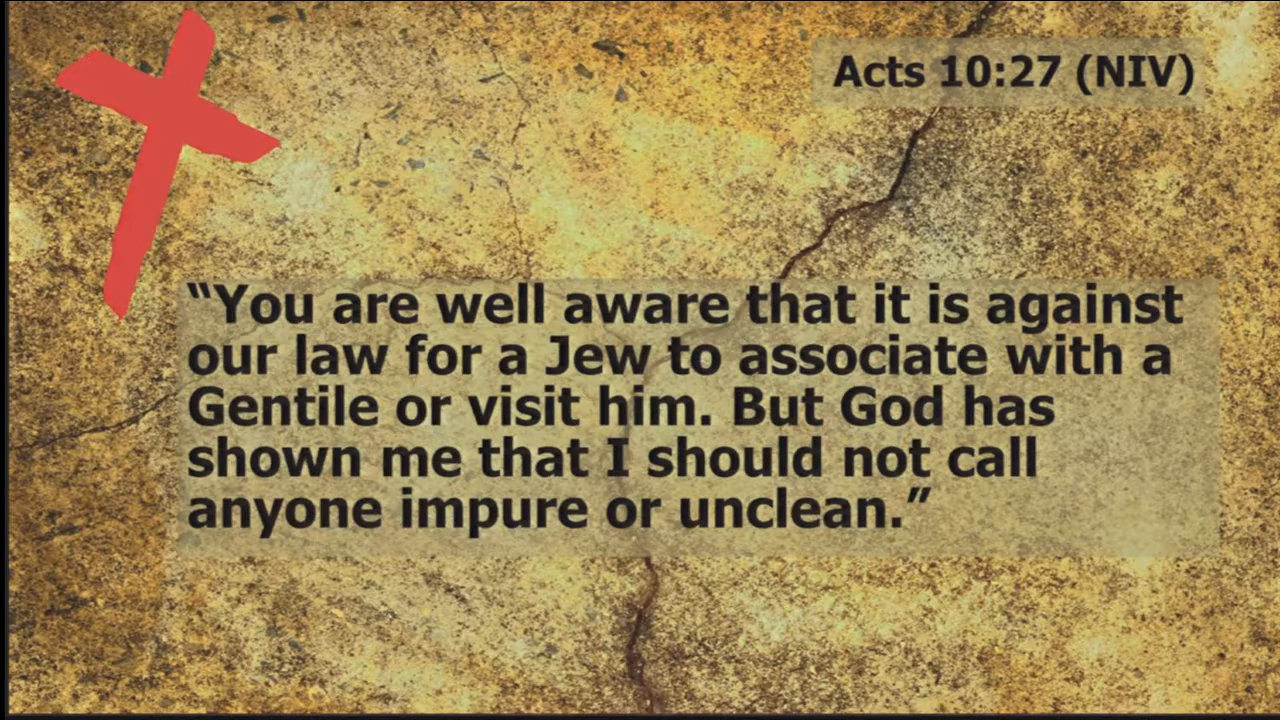 Acts 10:27 (NIV)
“You are well aware that it is against
our law for a Jew to associate with a
Gentile or visit him. But God has
shown me that I should not call
anyone impure or unclean.”